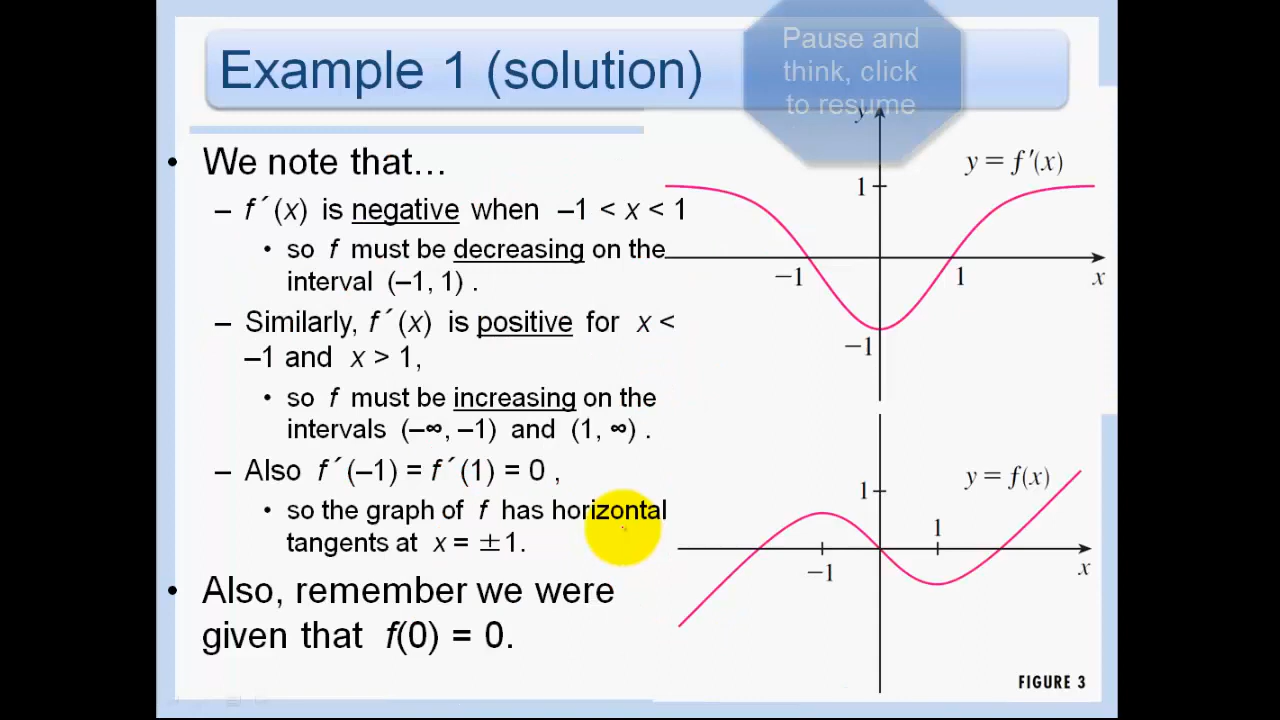 Example 1 (solution)
Pause and
think, click
to resume
• We note that…
– f´(x) is negative when –1 < x < 1
• so f must be decreasing on the
interval (–1, 1) .
– Similarly, f´(x) is positive for x <
–1 and x > 1,
• so f must be increasing on the
intervals (–∞, –1) and (1, ∞) .
– Also f´(–1) = f´(1) = 0 ,
• so the graph of f has horizontal
tangents at x = ±1.
• Also, remember we were
given that f(0) = 0.
y
y = f′(x)
1
−1
1
x
−1
y = f(x)
1
1
−1
x
FIGURE 3